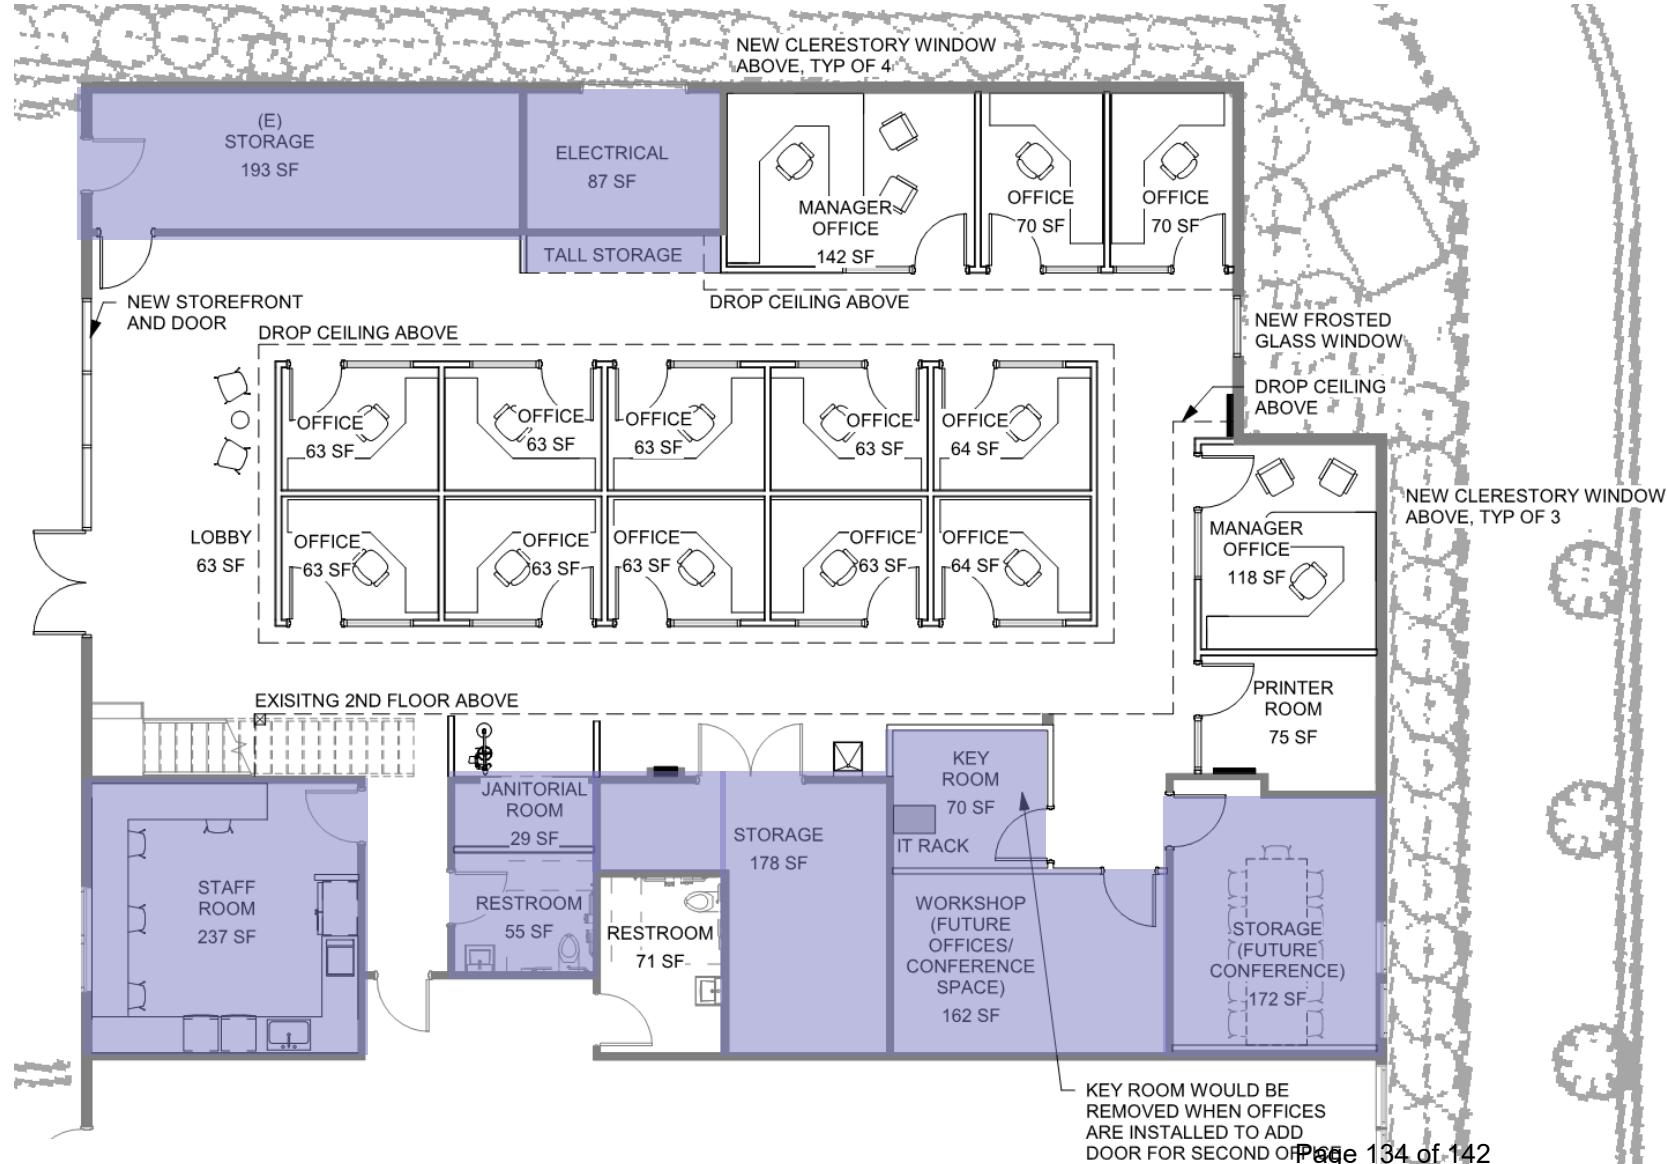 NEW CLERESTORY WINDOW
ABOVE, TYP OF 4
(E)
STORAGE
193 SF
ELECTRICAL
87 SF
TALL STORAGE
MANAGER
OFFICE
142 SF
OFFICE
70 SF
OFFICE
70 SF
NEW STOREFRONT
AND DOOR
DROP CEILING ABOVE
DROP CEILING ABOVE
NEW FROSTED
GLASS WINDOW
DROP CEILING
ABOVE
OFFICE
63 SF
OFFICE
63 SF
OFFICE
63 SF
OFFICE
63 SF
OFFICE
64 SF
LOBBY
63 SF
OFFICE
63 SF
OFFICE
63 SF
OFFICE
63 SF
OFFICE
63 SF
OFFICE
64 SF
NEW CLERESTORY WINDOW
ABOVE, TYP OF 3
MANAGER
OFFICE
118 SF
EXISITNG 2ND FLOOR ABOVE
PRINTER
ROOM
75 SF
KEY
ROOM
70 SF
IT RACK
JANITORIAL
ROOM
29 SF
STORAGE
178 SF
STAFF
ROOM
237 SF
RESTROOM
55 SF
RESTROOM
71 SF
WORKSHOP
(FUTURE
OFFICES/
CONFERENCE
SPACE)
162 SF
STORAGE
(FUTURE
CONFERENCE)
172 SF
KEY ROOM WOULD BE
REMOVED WHEN OFFICES
ARE INSTALLED TO ADD
DOOR FOR SECOND
Page 134 of 142